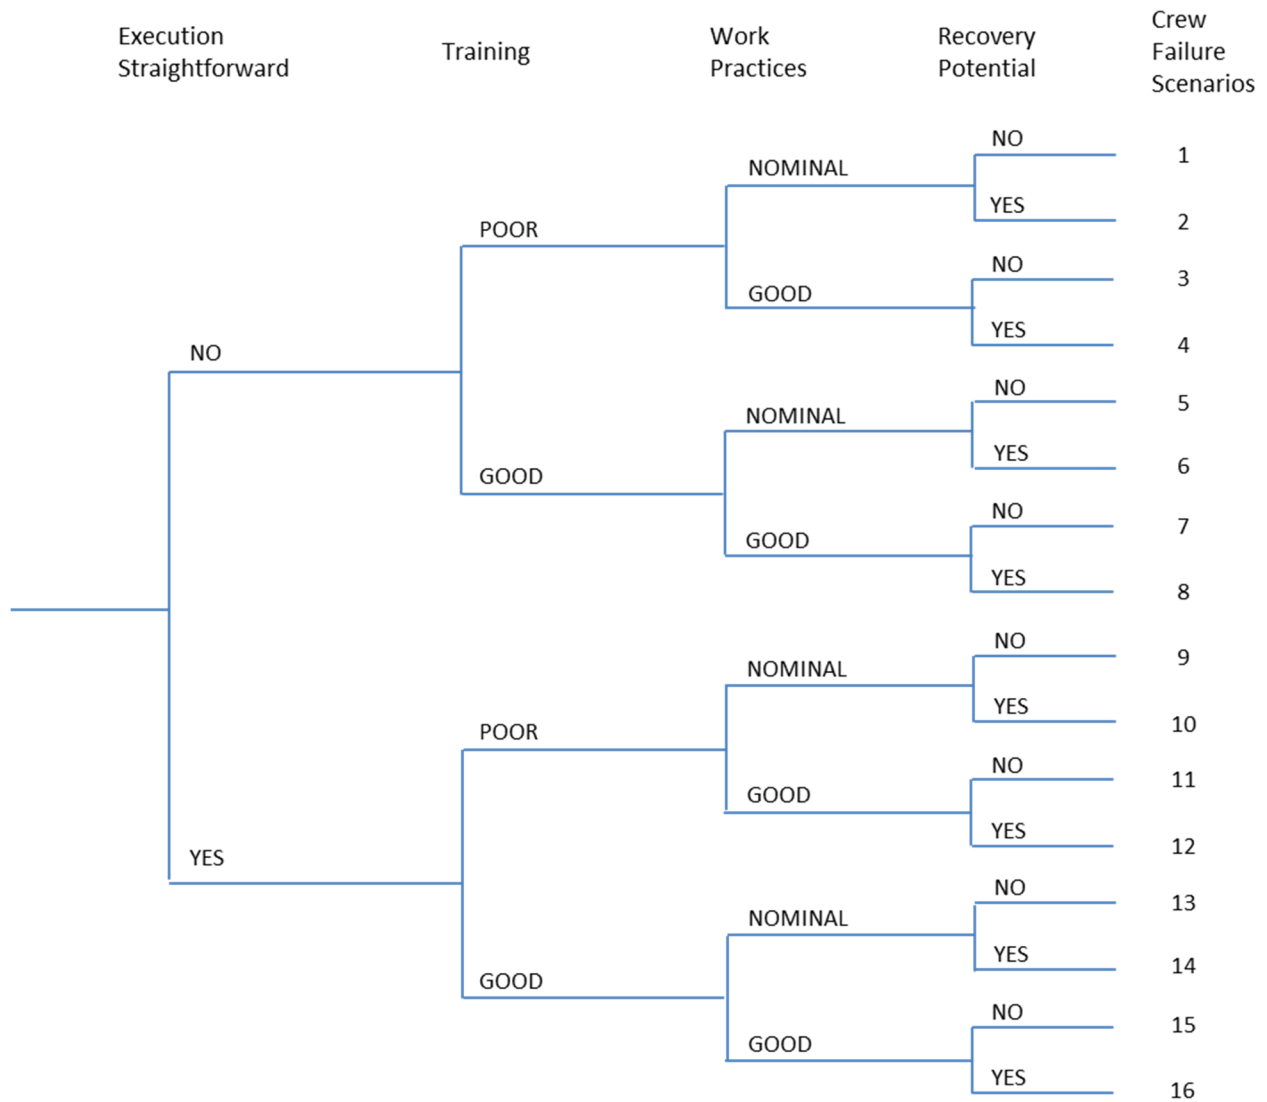 Execution
Straightforward
Training
Work
Practices
Recovery
Potential
Crew
Failure
Scenarios
NO
1
NOMINAL
YES
2
POOR
NO
3
GOOD
YES
4
NO
NO
5
NOMINAL
YES
6
GOOD
NO
7
GOOD
YES
8
NO
9
NOMINAL
YES
10
POOR
NO
11
GOOD
YES
12
YES
NO
13
NOMINAL
YES
14
GOOD
NO
15
GOOD
YES
16